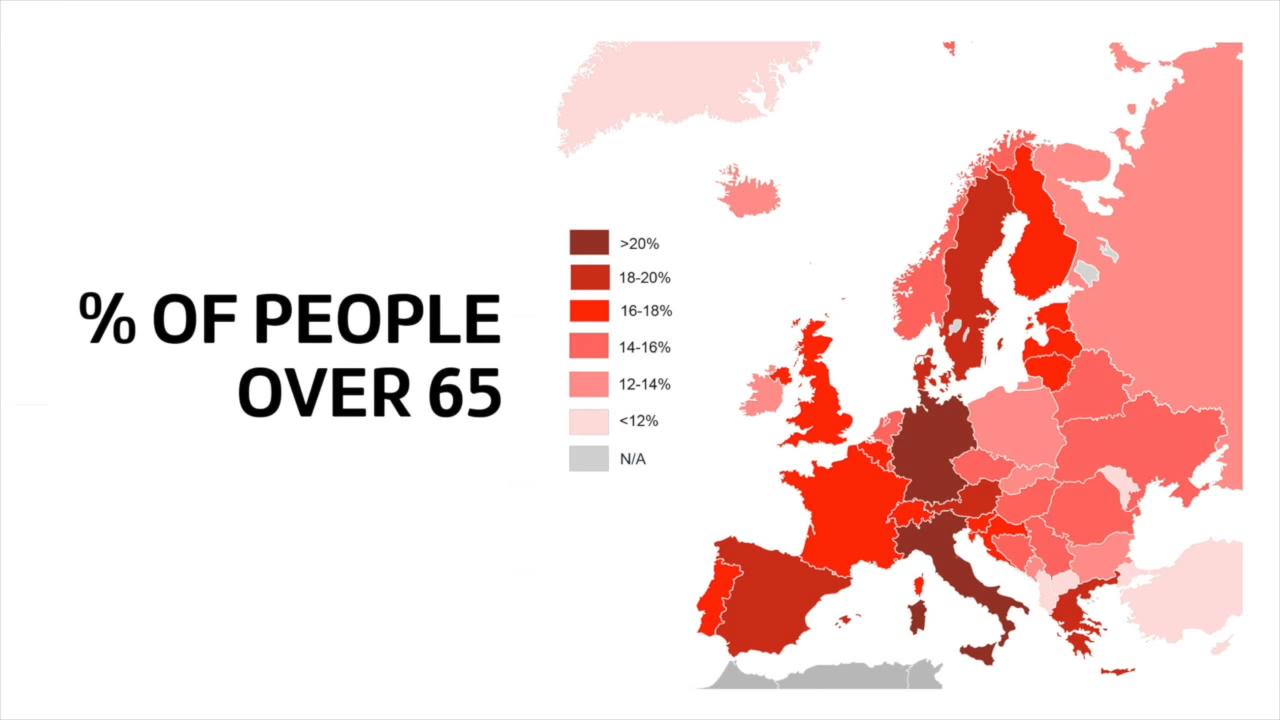 % OF PEOPLE
OVER 65
>20%
18-20%
16-18%
14-16%
12-14%
<12%
N/A